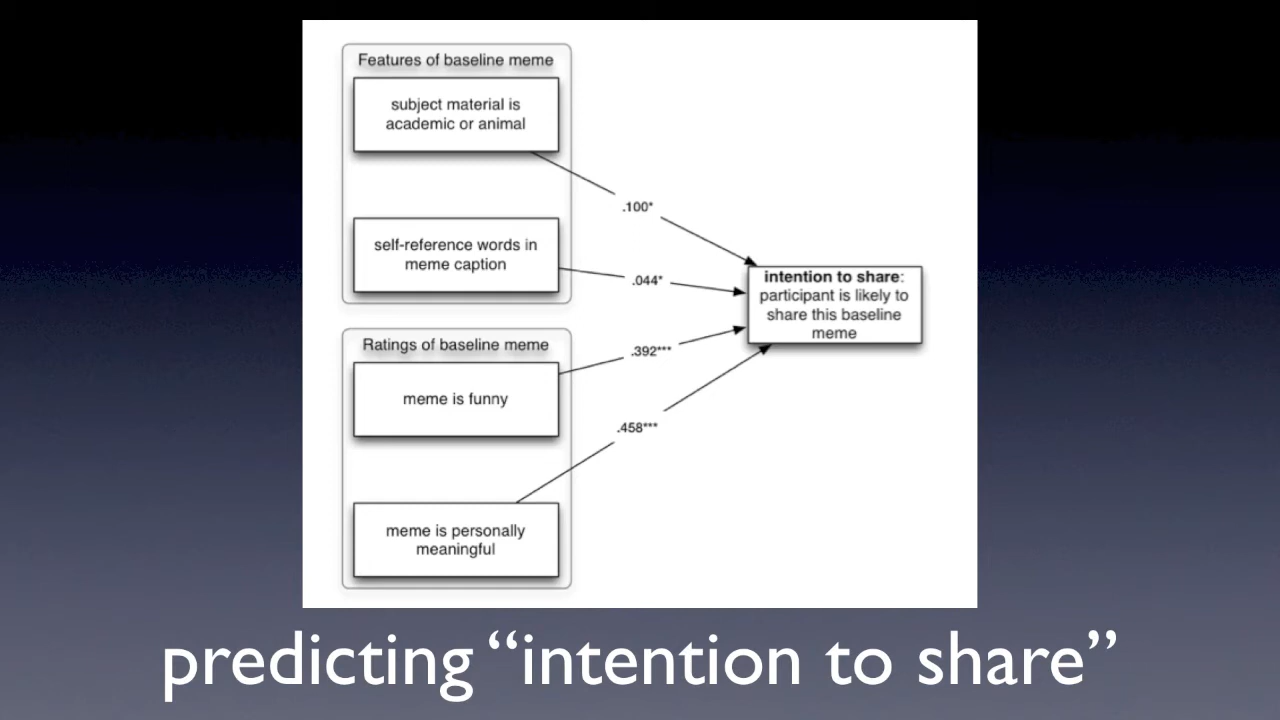 Features of baseline meme
subject material is
academic or animal
.100*
self-reference words in
meme caption
.044*
intention to share:
participant is likely to
share this baseline
meme
Ratings of baseline meme
meme is funny
.392***
.458***
meme is personally
meaningful
predicting “intention to share”